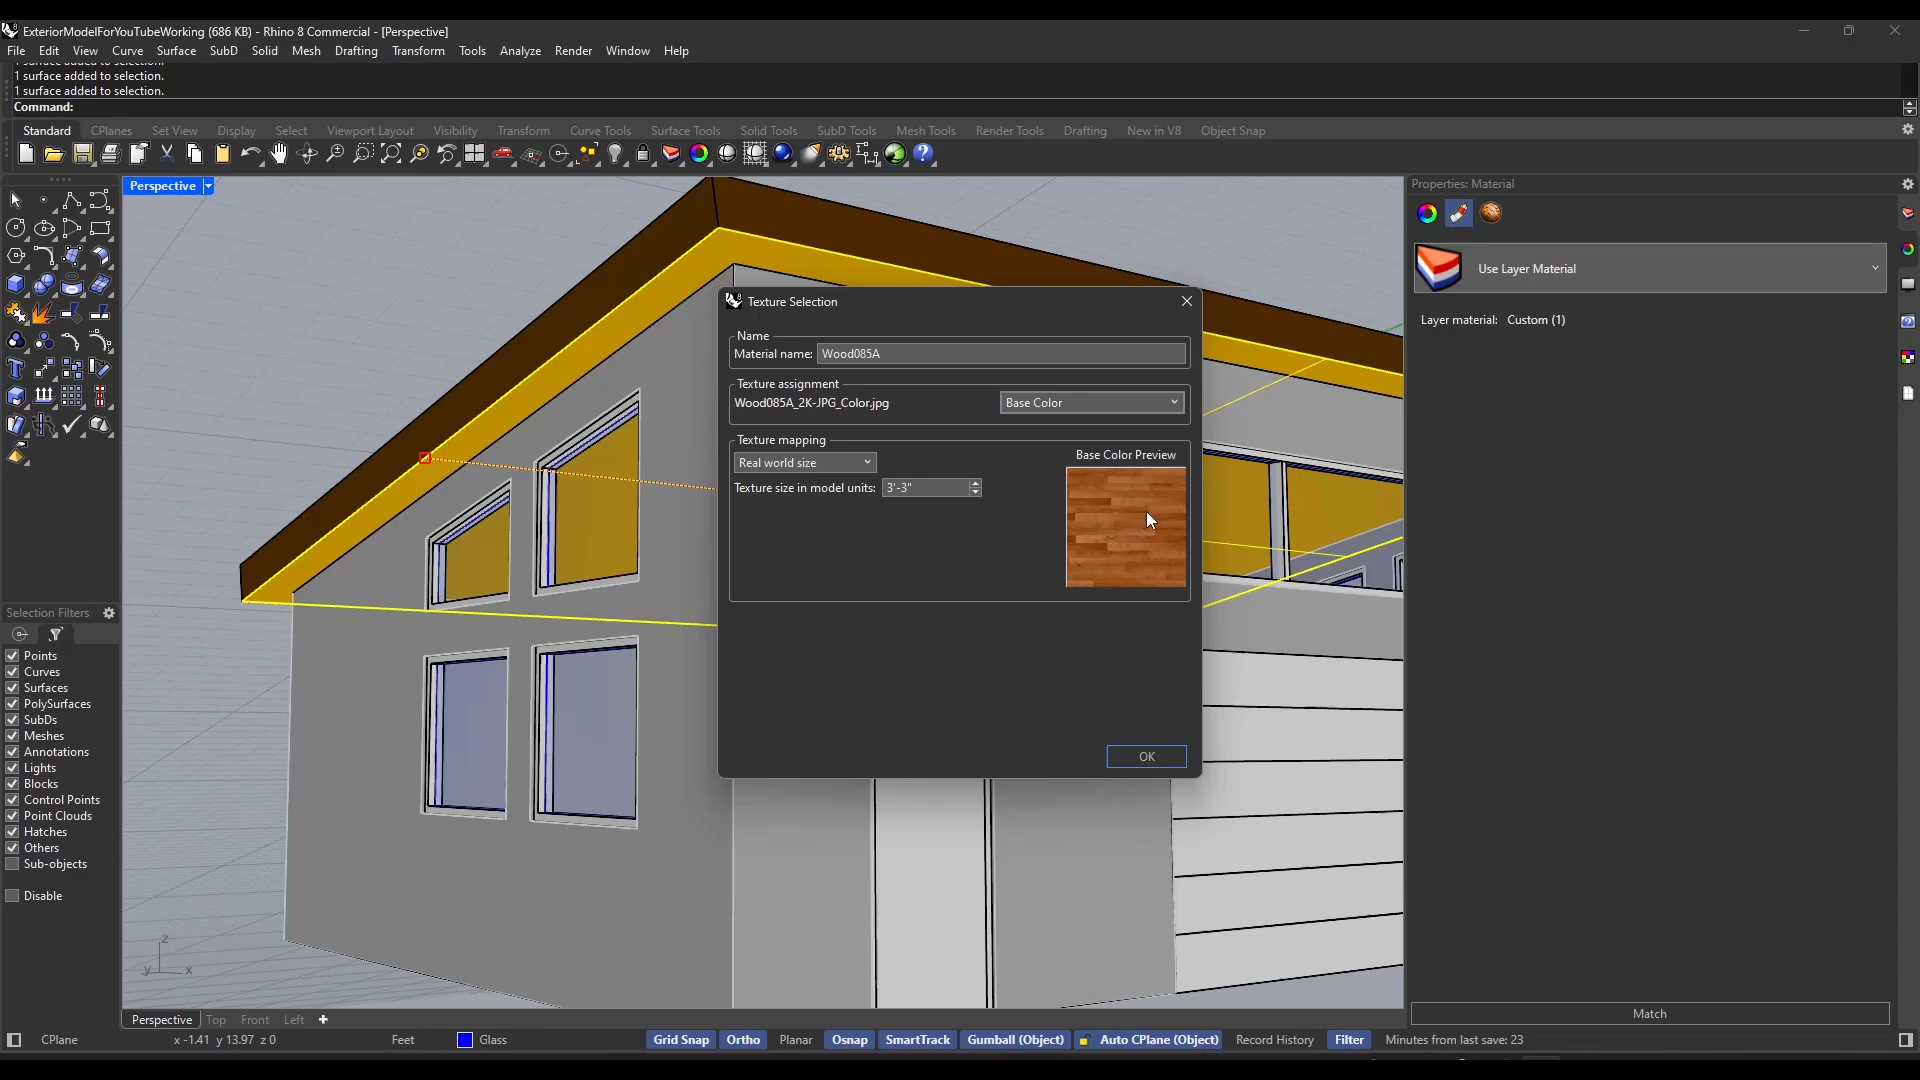 ExteriorModelForYouTubeWorking (686 KB) - Rhino 8 Commercial - [Perspective]
File Edit View Curve Surface SubD Solid Mesh Drafting Transform Tools Analyze Render Window Help
1 surface added to selection.
1 surface added to selection.
1 surface added to selection.
Command:
Standard CPlanes Set View Display Select Viewport Layout Visibility Transform Curve Tools Surface Tools Solid Tools SubD Tools Mesh Tools Render Tools Drafting New in V8 Object Snap
Perspective
Properties: Material
Use Layer Material
Layer material: Custom (1)
Texture Selection
Name
Material name: Wood085A
Texture assignment
Wood085A_2K-JPG_Color.jpg Base Color
Texture mapping
Real world size
Base Color Preview
Texture size in model units: 3'-3"
OK
Selection Filters
Points
Curves
Surfaces
PolySurfaces
SubDs
Meshes
Annotations
Lights
Blocks
Control Points
Point Clouds
Hatches
Others
Sub-objects
Disable
z
y x
Match
Perspective Top Front Left
CPlane x -1.41 y 13.97 z 0 Feet Glass Grid Snap Ortho Planar Osnap SmartTrack Gumball (Object) Auto CPlane (Object) Record History Filter Minutes from last save: 23